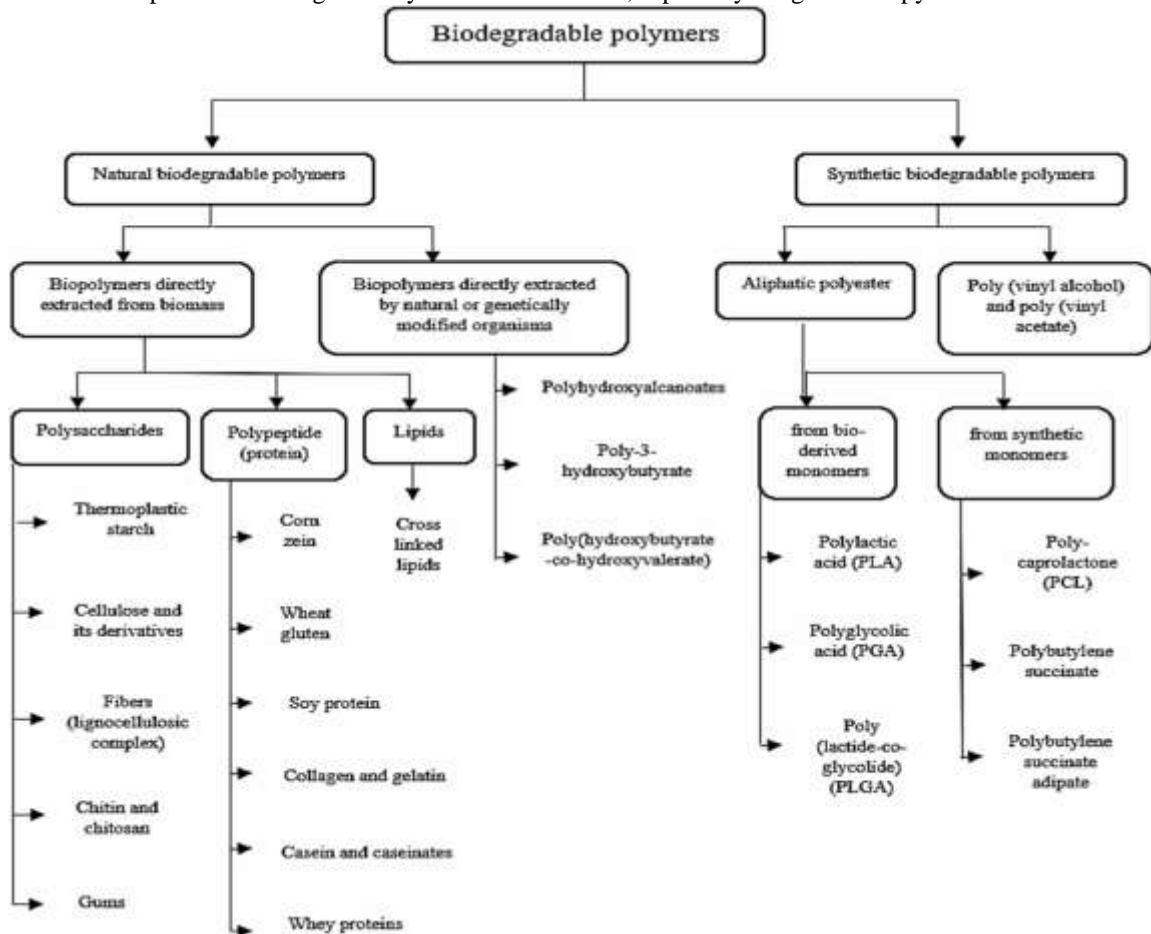 Biodegradable polymers
Natural biodegradable polymers
Synthetic biodegradable polymers
Biopolymers directly
extracted from biomass
Biopolymers directly extracted
by natural or genetically
modified organisms
Aliphatic polyester
Poly (vinyl alcohol)
and poly (vinyl
acetate)
Polysaccharides
Polypeptide
(protein)
Lipids
Polyhydroxyalcanoates
Poly-3-
hydroxybutyrate
Poly(hydroxybutyrate
-co-hydroxyvalerate)
from bio-
derived
monomers
from synthetic
monomers
Thermoplastic
starch
Cellulose and
its derivatives
Fibers
(lignocellulosic
complex)
Chitin and
chitosan
Gums
Corn
zein
Wheat
gluten
Soy protein
Collagen and gelatin
Casein and caseinates
Whey proteins
Cross
linked
lipids
Polylactic
acid (PLA)
Polyglycolic
acid (PGA)
Poly
(lactide-co-
glycolide)
(PLGA)
Poly-
caprolactone
(PCL)
Polybutylene
succinate
Polybutylene
succinate
adipate